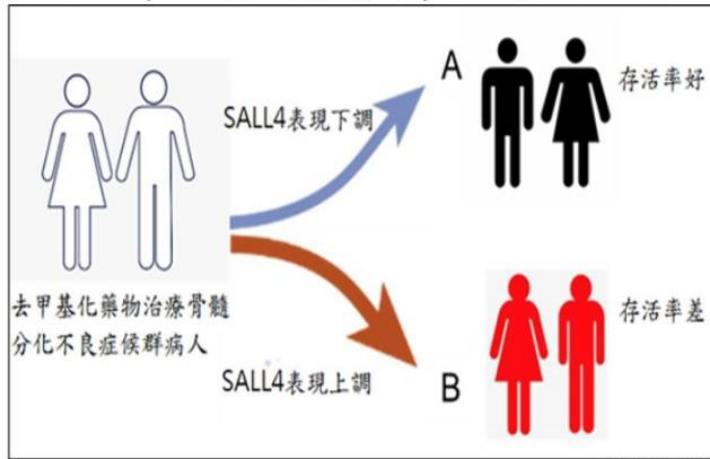 A
存活率好
SALL4表現下調
去甲基化藥物治療骨髓
分化不良症候群病人
存活率差
SALL4表現上調
B